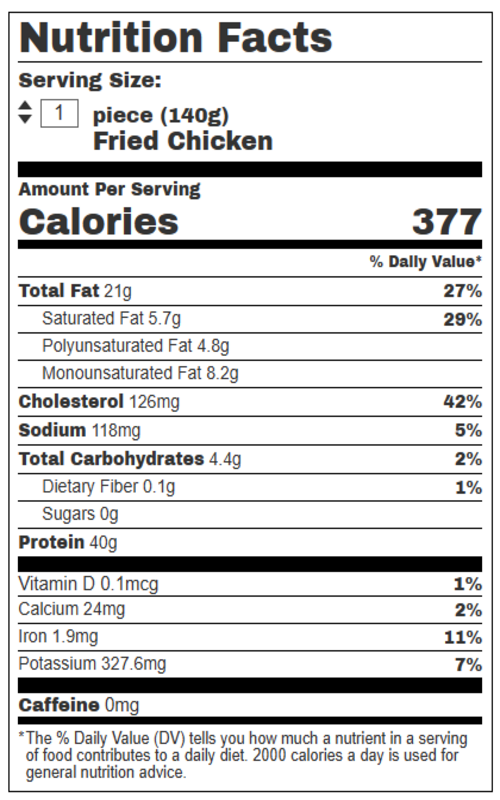 Nutrition Facts
Serving Size:
1 piece (140g)
Fried Chicken
Amount Per Serving
Calories 377
% Daily Value*
Total Fat 21g 27%
Saturated Fat 5.7g 29%
Polyunsaturated Fat 4.8g
Monounsaturated Fat 8.2g
Cholesterol 126mg 42%
Sodium 118mg 5%
Total Carbohydrates 4.4g 2%
Dietary Fiber 0.1g 1%
Sugars 0g
Protein 40g
Vitamin D 0.1mcg 1%
Calcium 24mg 2%
Iron 1.9mg 11%
Potassium 327.6mg 7%
Caffeine 0mg
*The % Daily Value (DV) tells you how much a nutrient in a serving
of food contributes to a daily diet. 2000 calories a day is used for
general nutrition advice.